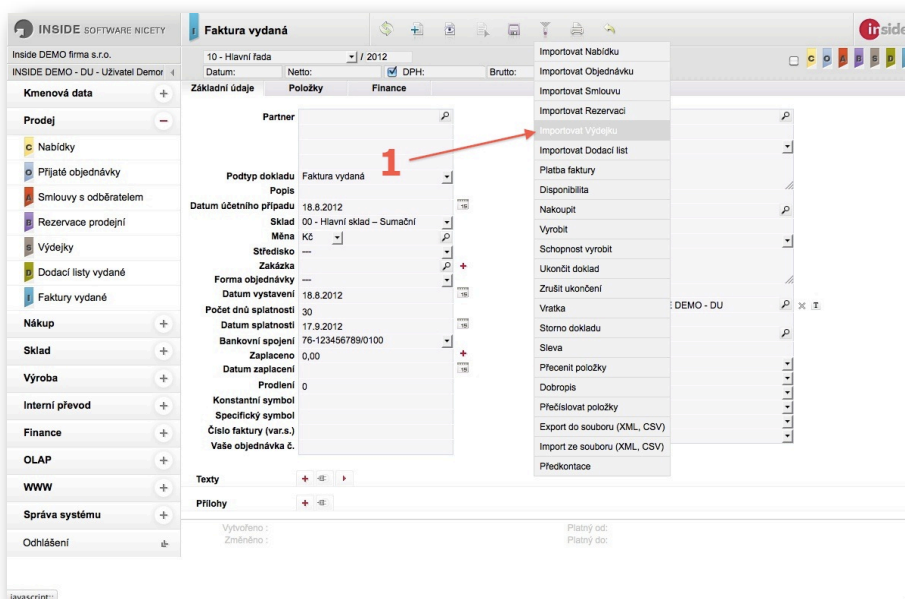 INSIDE SOFTWARE NICETY
Faktura vydaná
inside
Inside DEMO firma s.r.o.
INSIDE DEMO - DU - Uživatel Demor
10 - Hlavní řada / 2012
Datum: Netto: DPH: Brutto:
C O A B S D
Základní údaje Položky Finance
Kmenová data
Prodej
C Nabídky
O Přijaté objednávky
A Smlouvy s odběratelem
B Rezervace prodejní
S Výdejky
D Dodací listy vydané
I Faktury vydané
Nákup
Sklad
Výroba
Interní převod
Finance
OLAP
WWW
Správa systému
Odhlášení
Partner
Podtyp dokladu Faktura vydaná
Popis
Datum účetního případu 18.8.2012
Sklad 00 - Hlavní sklad – Sumační
Měna Kč
Středisko ---
Zakázka
Forma objednávky ---
Datum vystavení 18.8.2012
Počet dnů splatnosti 30
Datum splatnosti 17.9.2012
Bankovní spojení 76-123456789/0100
Zaplaceno 0,00
Datum zaplacení
Prodlení 0
Konstantní symbol
Specifický symbol
Číslo faktury (var.s.)
Vaše objednávka č.
Texty
Přílohy
Vytvořeno : Platný od:
Změněno : Platný do:
1
Importovat Nabídku
Importovat Objednávku
Importovat Smlouvu
Importovat Rezervaci
Importovat Výdejku
Importovat Dodací list
Platba faktury
Disponibilita
Nakoupit
Vyrobit
Schopnost vyrobit
Ukončit doklad
Zrušit ukončení
Vratka
Storno dokladu
Sleva
Přecenit položky
Dobropis
Přečíslovat položky
Export do souboru (XML, CSV)
Import ze souboru (XML, CSV)
Předkontace
E DEMO - DU
javascript:;